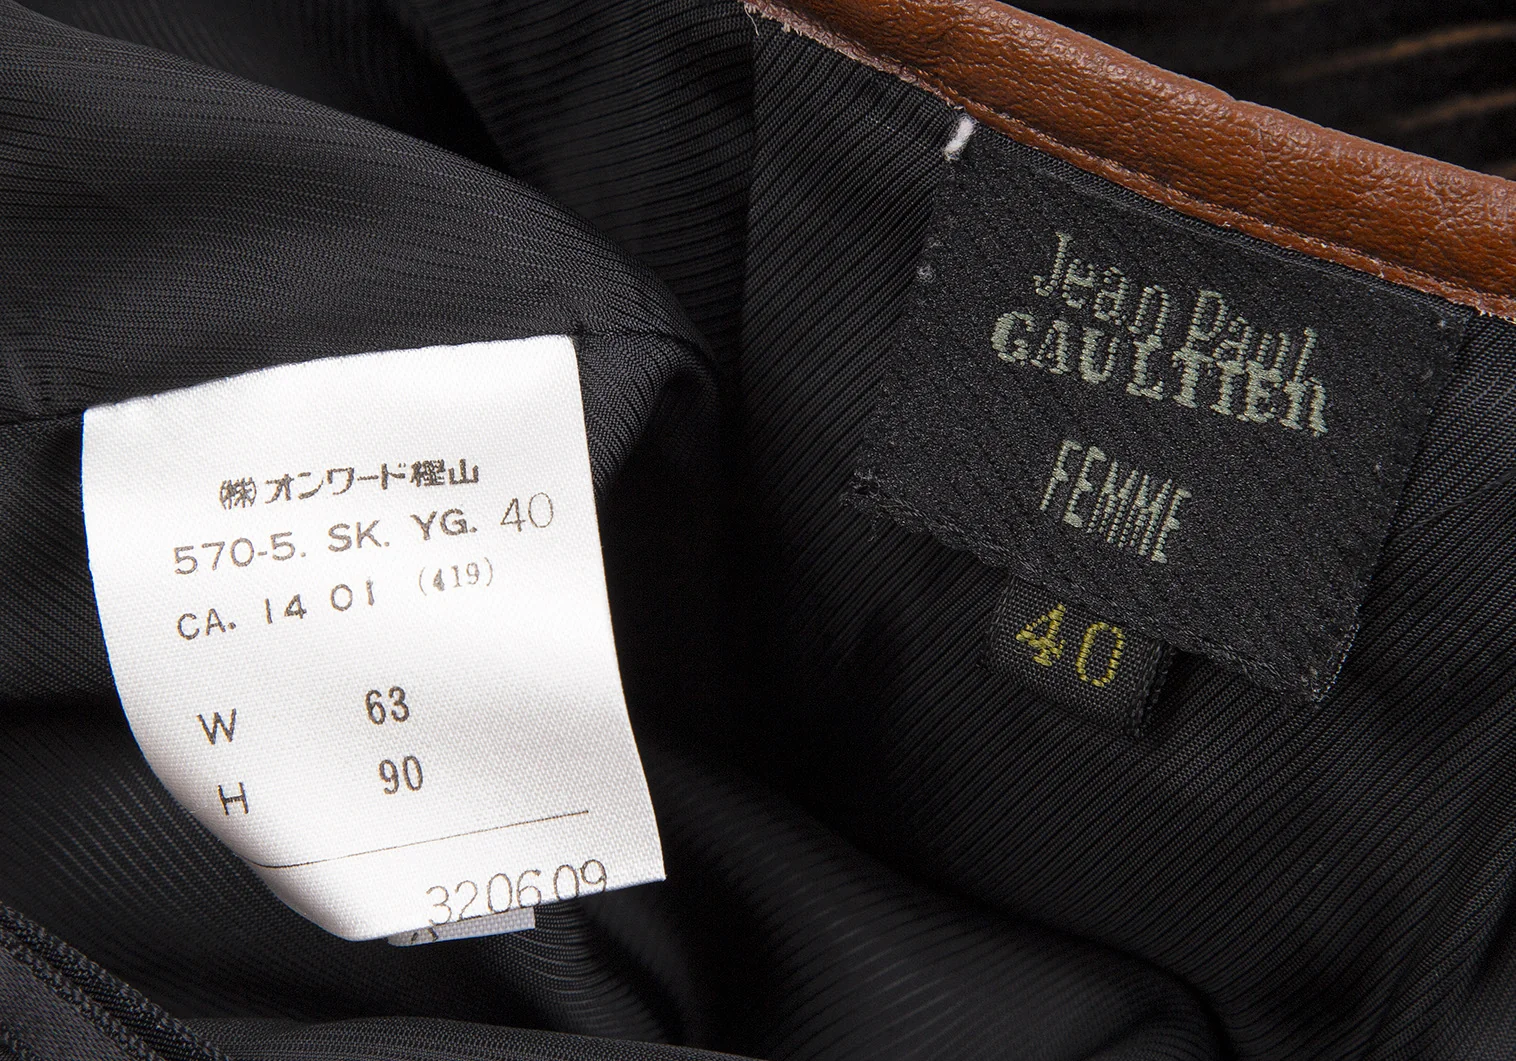 ㈱オンワード樫山
570-5. SK. YG. 40
CA. 14 01 (419)
W 63
H 90
320609
Jean Paul
GAULTIER
FEMME
40